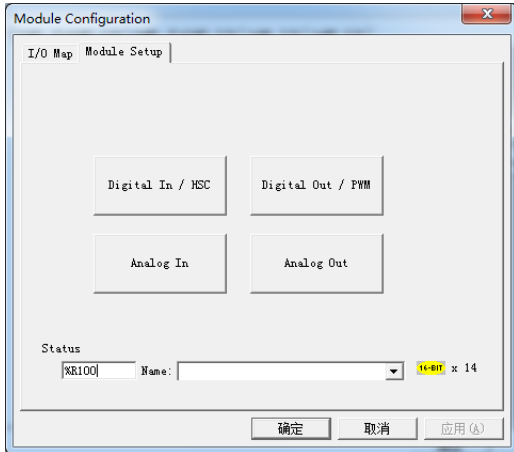 Module Configuration
I/O Map Module Setup
Digital In / HSC Digital Out / PWM
Analog In Analog Out
Status
%R100 Name: 16-BIT x 14
确定 取消 应用(A)